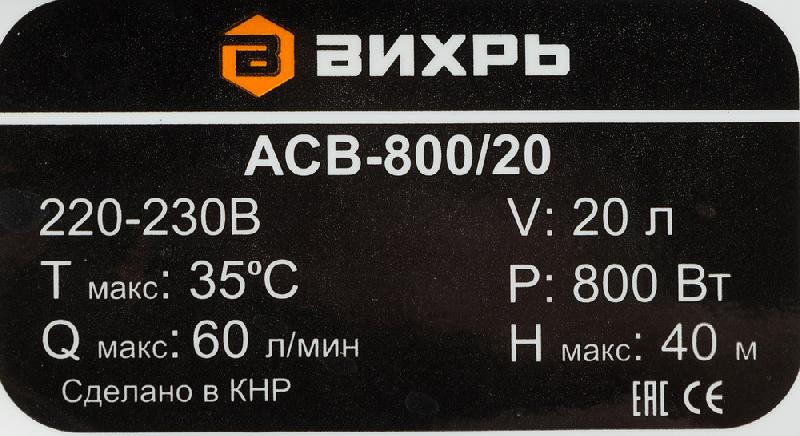 В ВИХРЬ
АСВ-800/20
220-230В V: 20 л
Т макс: 35ºС Р: 800 Вт
Q макс: 60 л/мин Н макс: 40 м
Сделано в КНР EAC CE